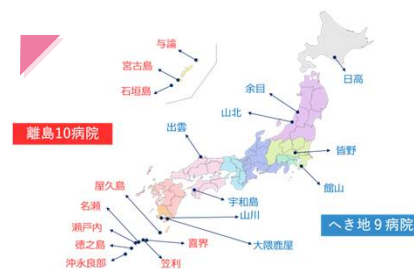 与論
宮古島
石垣島
日高
余目
山北
離島10病院
出雲
皆野
館山
屋久島
宇和島
名瀬
山川
へき地9病院
瀬戸内
大隅鹿屋
徳之島
喜界
沖永良部
笠利